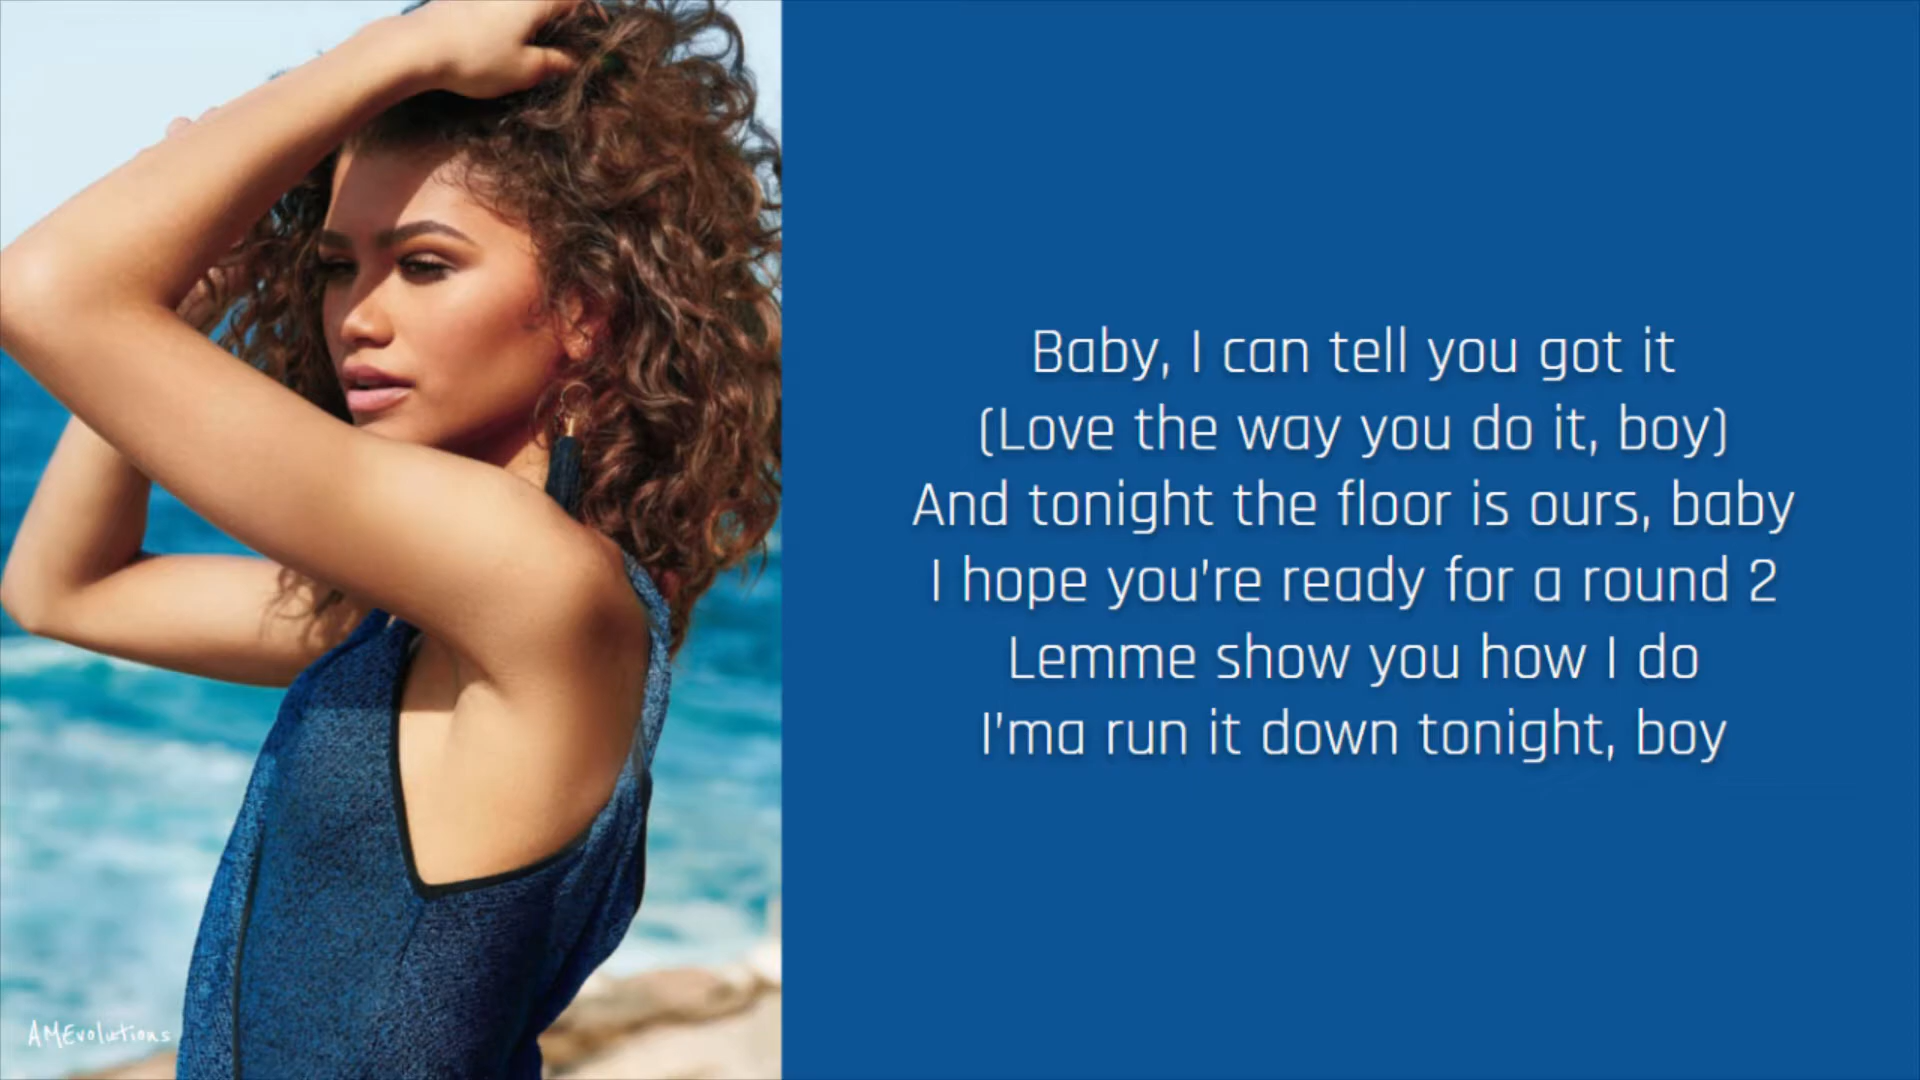 Baby, I can tell you got it
(Love the way you do it, boy)
And tonight the floor is ours, baby
I hope you're ready for a round 2
Lemme show you how I do
I'ma run it down tonight, boy
AMEvolutions